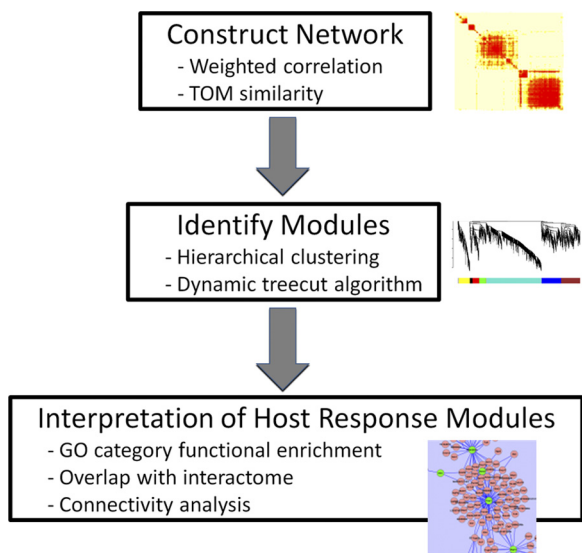 Construct Network
- Weighted correlation
- TOM similarity
Identify Modules
- Hierarchical clustering
- Dynamic treecut algorithm
Interpretation of Host Response Modules
- GO category functional enrichment
- Overlap with interactome
- Connectivity analysis